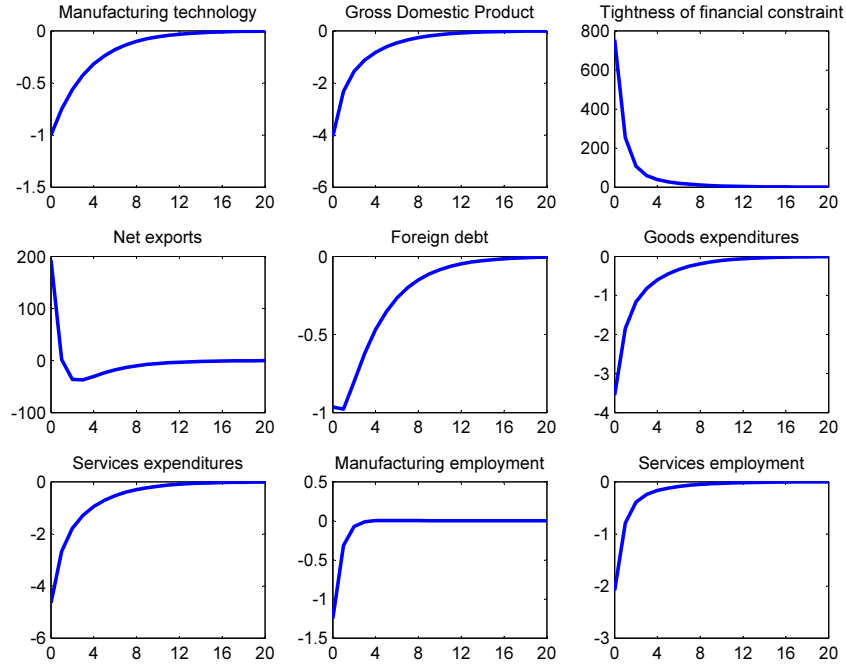 Manufacturing technology
0
-0.5
-1
-1.5
0 4 8 12 16 20
Gross Domestic Product
0
-2
-4
-6
0 4 8 12 16 20
Tightness of financial constraint
800
600
400
200
0
0 4 8 12 16 20
Net exports
200
100
0
-100
0 4 8 12 16 20
Foreign debt
0
-0.5
-1
0 4 8 12 16 20
Goods expenditures
0
-1
-2
-3
-4
0 4 8 12 16 20
Services expenditures
0
-2
-4
-6
0 4 8 12 16 20
Manufacturing employment
0.5
0
-0.5
-1
-1.5
0 4 8 12 16 20
Services employment
0
-1
-2
-3
0 4 8 12 16 20